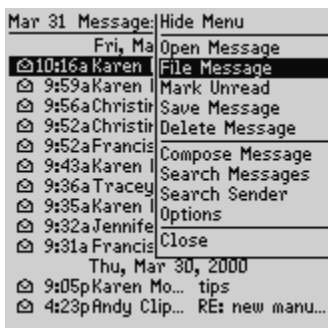 Mar 31 Message:
Hide Menu
Open Message
File Message
Mark Unread
Save Message
Delete Message
Compose Message
Search Messages
Search Sender
Options
Close
Fri, Ma
10:16a Karen
9:59a Karen
9:56a Christin
9:52a Christin
9:52a Francis
9:43a Karen
9:36a Tracey
9:35a Karen
9:32a Jennife
9:31a Francis
Thu, Mar 30, 2000
9:05p Karen Mo... tips
4:23p Andy Clip... RE: new manu...